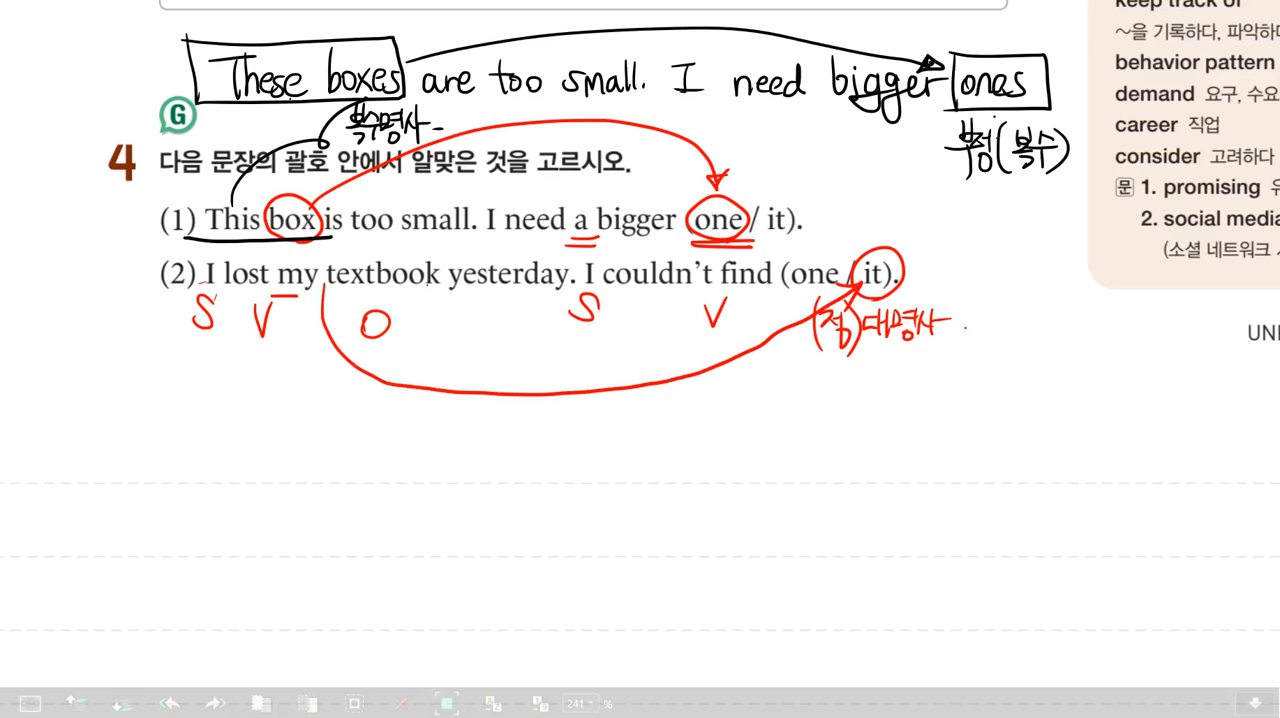 These boxes are too small. I need bigger ones
복수명사
부정(복수)
G
4 다음 문장의 괄호 안에서 알맞은 것을 고르시오.
(1) This box is too small. I need a bigger (one / it).
(2) I lost my textbook yesterday. I couldn't find (one / it).
S V O S V (정)대명사
keep track of
~을 기록하다, 파악하다
behavior pattern
demand 요구, 수요
career 직업
consider 고려하다
문 1. promising 유
2. social media
(소셜 네트워크 서
UNI
241 ~ %